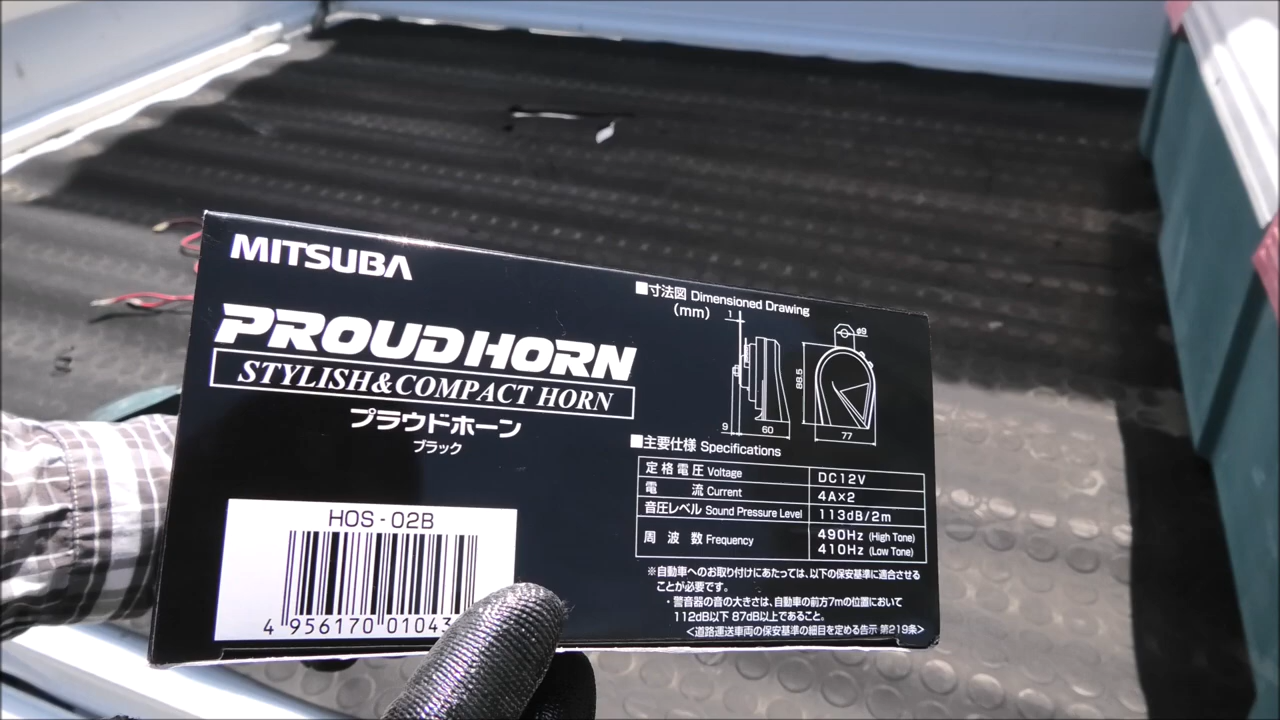 MITSUBA
PROUD HORN
STYLISH&COMPACT HORN
プラウドホーン
ブラック
HOS-02B
4 956170 01043
■寸法図 Dimensioned Drawing
(mm)
1
φ9
88.5
9
60
77
■主要仕様 Specifications
定格電圧 Voltage DC12V
電流 Current 4A×2
音圧レベル Sound Pressure Level 113dB/2m
周波数 Frequency 490Hz (High Tone)
410Hz (Low Tone)
※自動車へのお取り付けにあたっては、以下の保安基準に適合させる
ことが必要です。
・警音器の音の大きさは、自動車の前方7mの位置において
112dB以下 87dB以上であること。
<道路運送車両の保安基準の細目を定める告示 第219条>